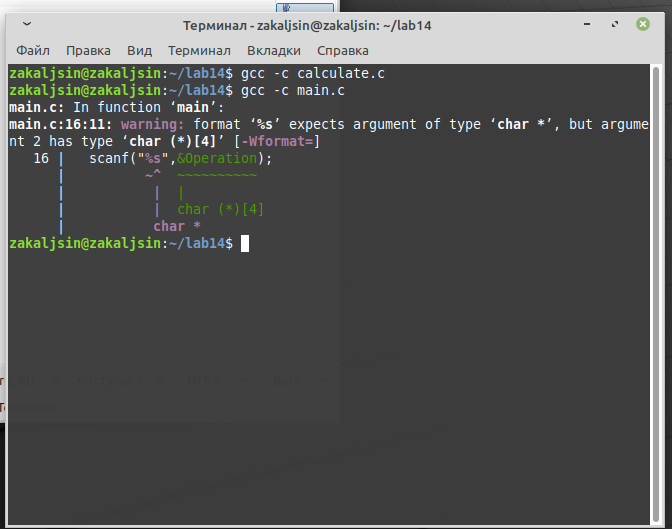 Терминал - zakaljsin@zakaljsin: ~/lab14
Файл Правка Вид Терминал Вкладки Справка
zakaljsin@zakaljsin:~/lab14$ gcc -c calculate.c
zakaljsin@zakaljsin:~/lab14$ gcc -c main.c
main.c: In function ‘main’:
main.c:16:11: warning: format ‘%s’ expects argument of type ‘char *’, but argume
nt 2 has type ‘char (*)[4]’ [-Wformat=]
   16 |   scanf("%s",&Operation);
      |          ~^  ~~~~~~~~~~
      |           |  |
      |           |  char (*)[4]
      |           char *
zakaljsin@zakaljsin:~/lab14$